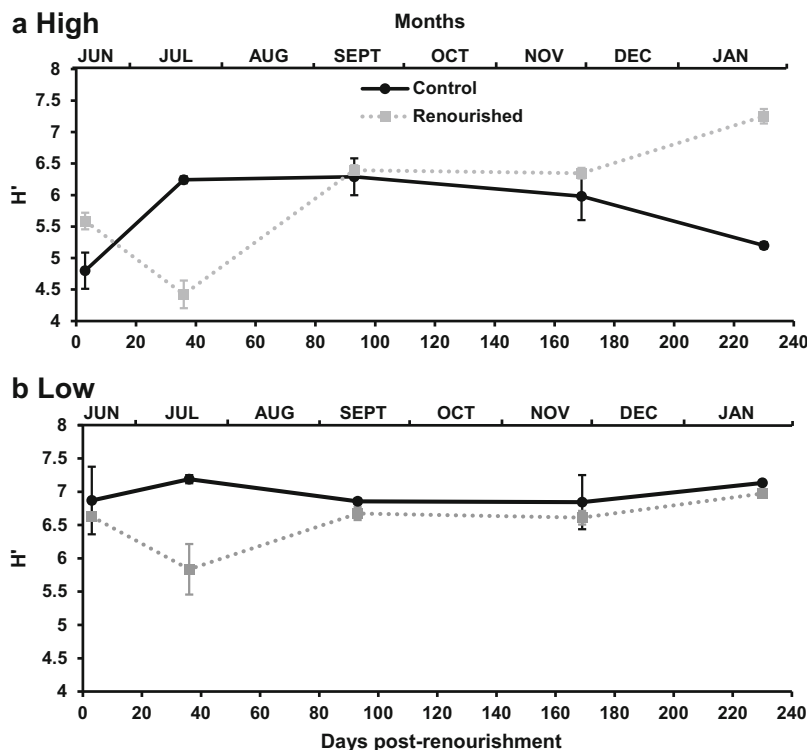 a High
Months
JUN JUL AUG SEPT OCT NOV DEC JAN
8
7.5
7
6.5
6
5.5
5
4.5
4
H'
Control
Renourished
0 20 40 60 80 100 120 140 160 180 200 220 240
b Low
JUN JUL AUG SEPT OCT NOV DEC JAN
8
7.5
7
6.5
6
5.5
5
4.5
4
H'
0 20 40 60 80 100 120 140 160 180 200 220 240
Days post-renourishment